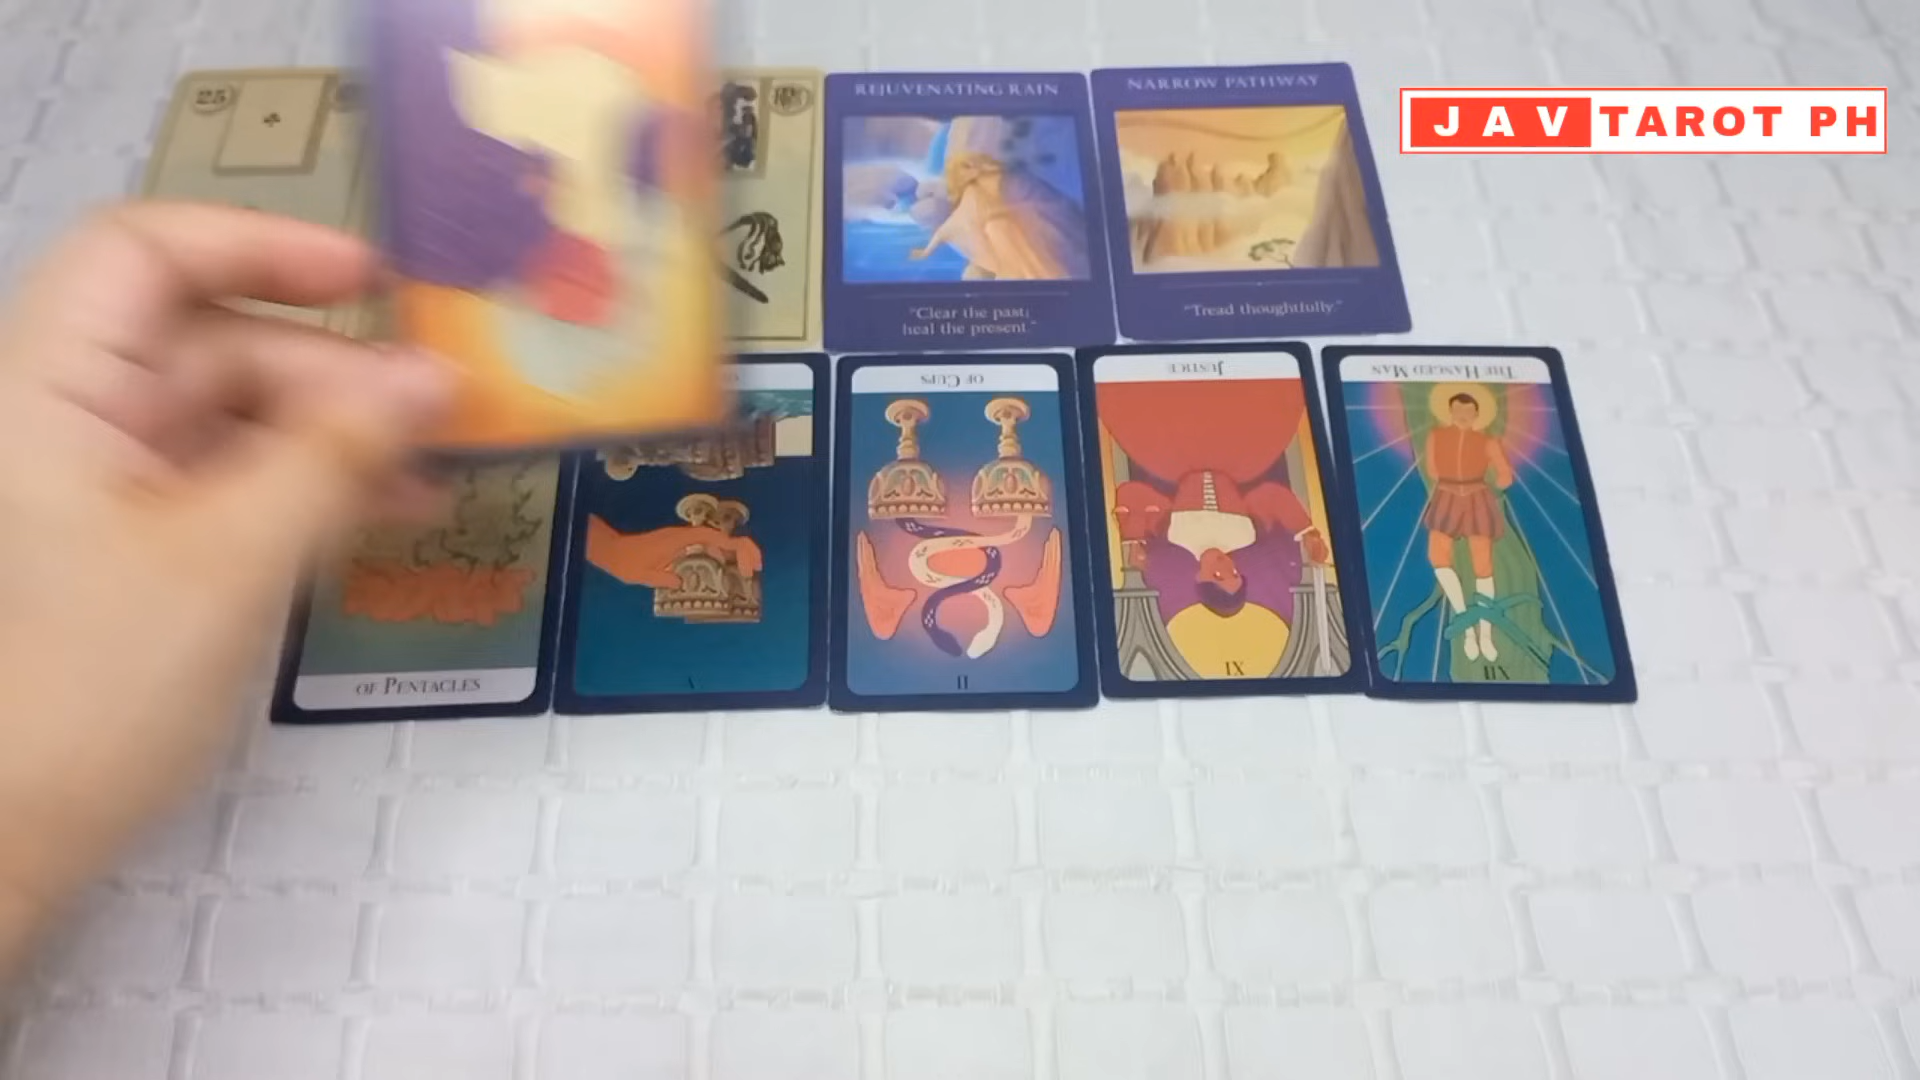 25
REJUVENATING RAIN
NARROW PATHWAY
JAV TAROT PH
"Clear the past;
heal the present."
"Tread thoughtfully."
OF CUPS
JUSTICE
THE HANGED MAN
OF PENTACLES
V
II
XI
XII